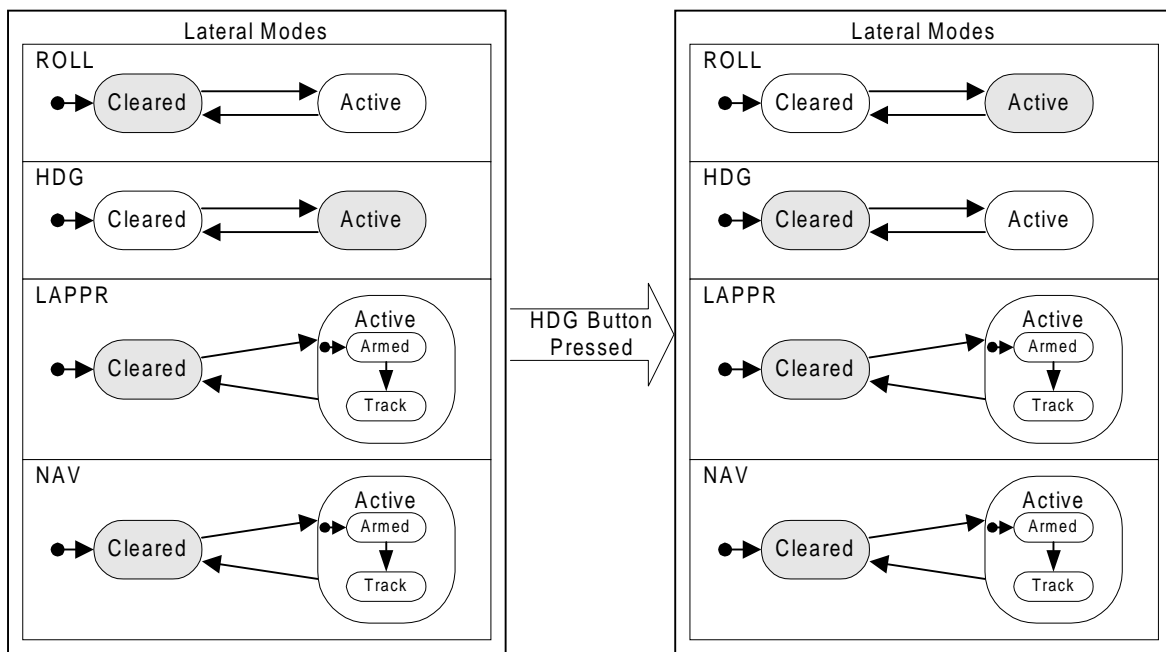 Lateral Modes
ROLL
Cleared
Active
HDG
Cleared
Active
LAPPR
Cleared
Active
Armed
Track
NAV
Cleared
Active
Armed
Track
HDG Button
Pressed
Lateral Modes
ROLL
Cleared
Active
HDG
Cleared
Active
LAPPR
Cleared
Active
Armed
Track
NAV
Cleared
Active
Armed
Track